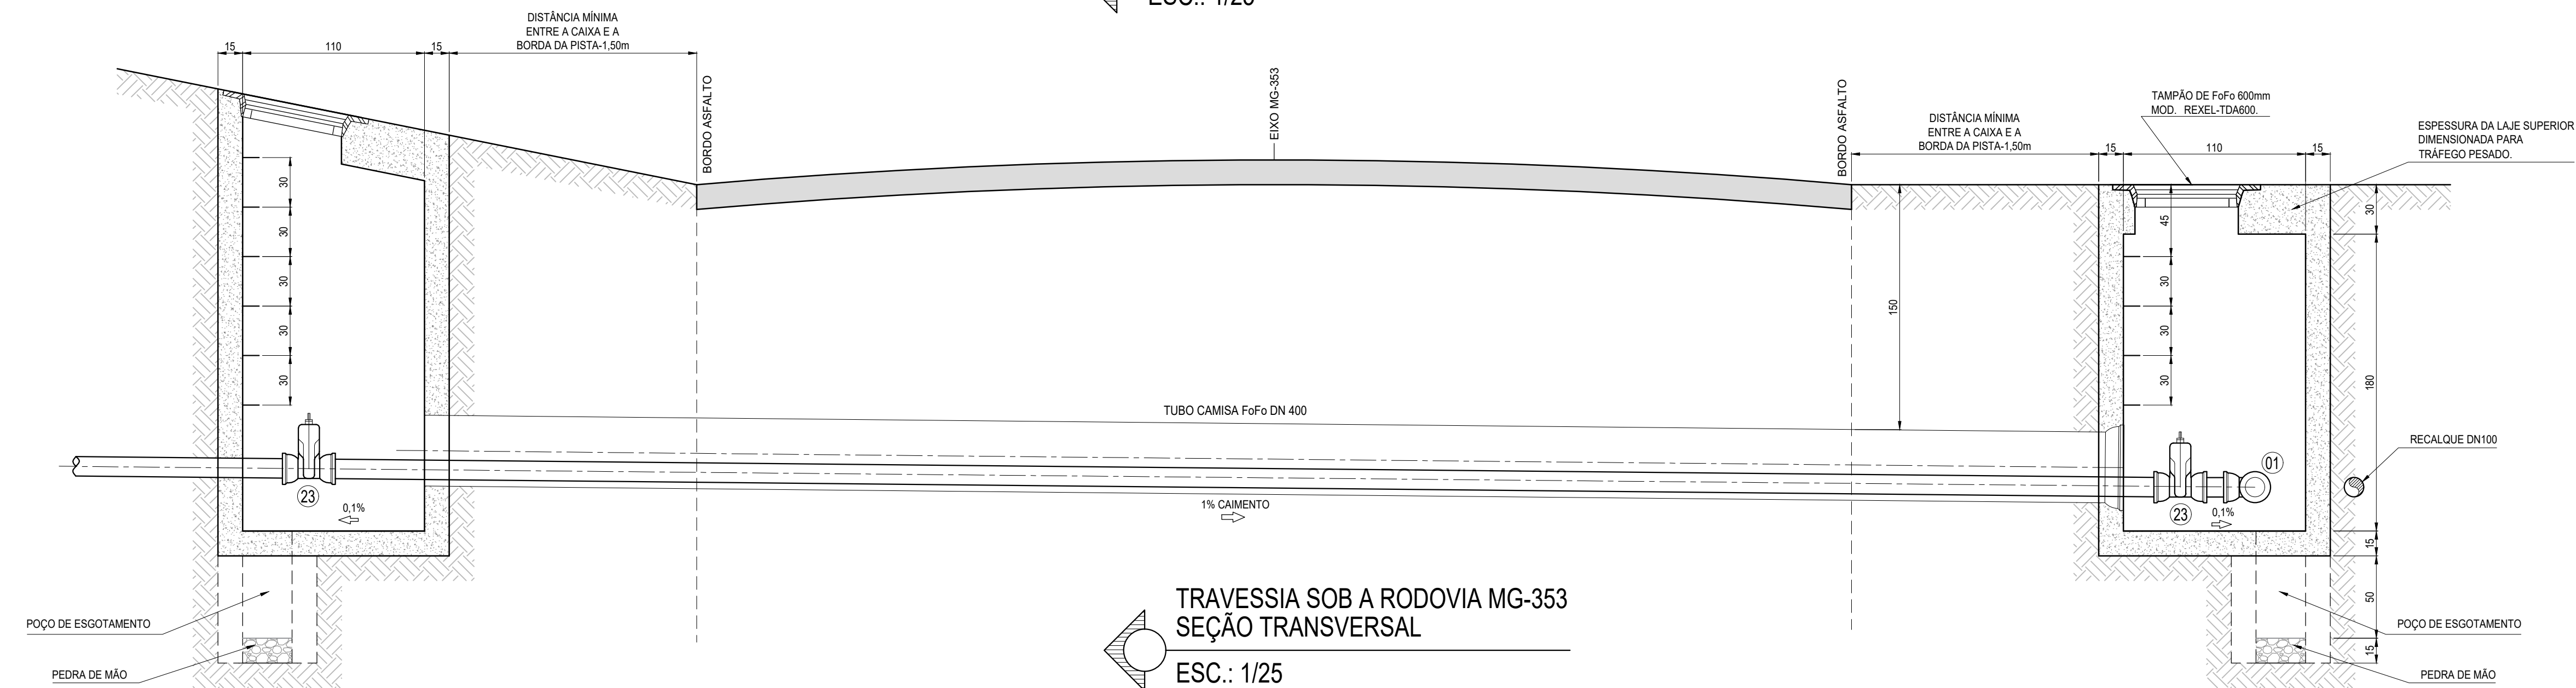 ESC.: 1/25
DISTÂNCIA MÍNIMA
ENTRE A CAIXA E A
BORDA DA PISTA-1,50m
15
110
15
BORDO ASFALTO
EIXO MG-353
BORDO ASFALTO
DISTÂNCIA MÍNIMA
ENTRE A CAIXA E A
BORDA DA PISTA-1,50m
TAMPÃO DE FoFo 600mm
MOD. REXEL-TDA600.
15
110
15
ESPESSURA DA LAJE SUPERIOR
DIMENSIONADA PARA
TRÁFEGO PESADO.
30
30
30
30
30
150
45
30
30
30
30
180
15
50
15
TUBO CAMISA FoFo DN 400
RECALQUE DN100
23
0,1%
1% CAIMENTO
23
01
0,1%
POÇO DE ESGOTAMENTO
PEDRA DE MÃO
TRAVESSIA SOB A RODOVIA MG-353
SEÇÃO TRANSVERSAL
ESC.: 1/25
POÇO DE ESGOTAMENTO
PEDRA DE MÃO